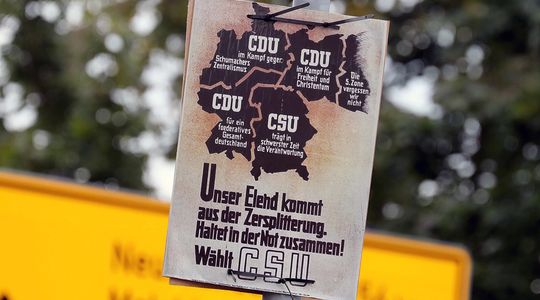 CDU
im Kampf gegen
Schumachers
Zentralismus
CDU
im Kampf für
Freiheit und
Christentum
Die
S. Zone
vergessen
wir
nicht
CDU
für ein
föderatives
Gesamt
deutschland
CSU
trägt in
schwerster Zeit
die Verantwortung
Unser Elend kommt
aus der Zersplitterung.
Haltet in der Not zusammen!
Wählt CSU